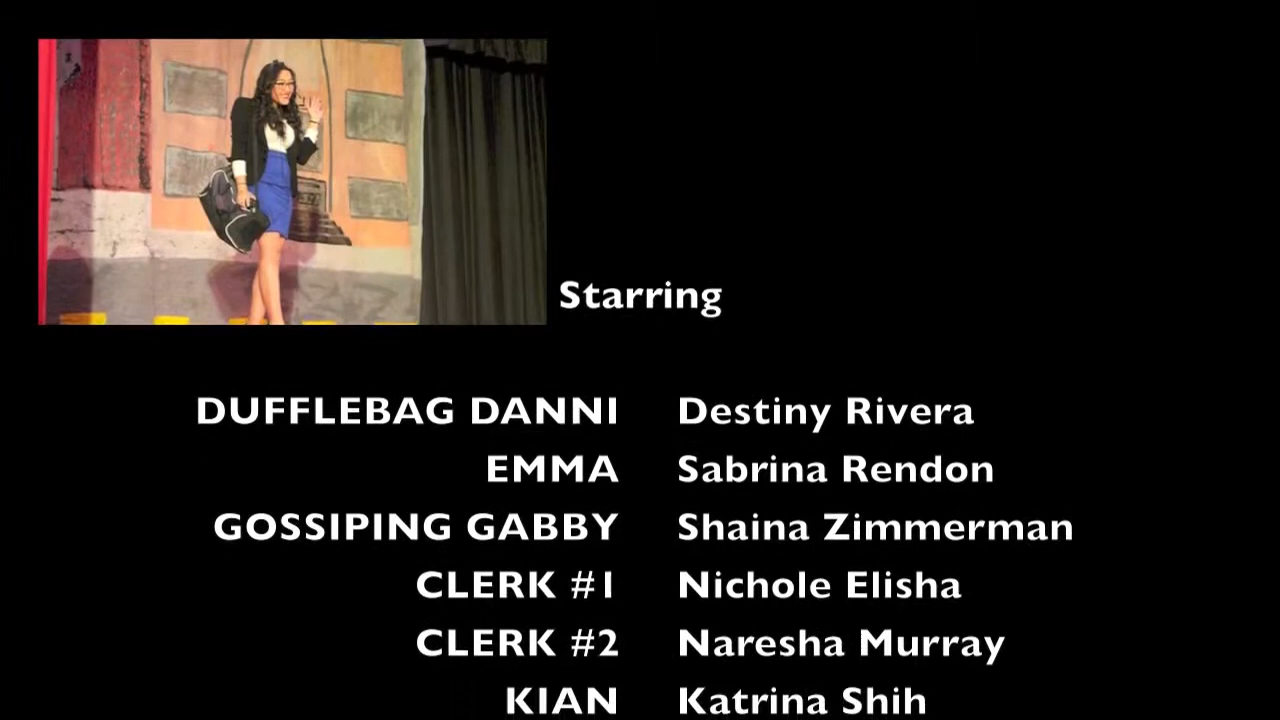 Starring
DUFFLEBAG DANNI Destiny Rivera
EMMA Sabrina Rendon
GOSSIPING GABBY Shaina Zimmerman
CLERK #1 Nichole Elisha
CLERK #2 Naresha Murray
KIAN Katrina Shih